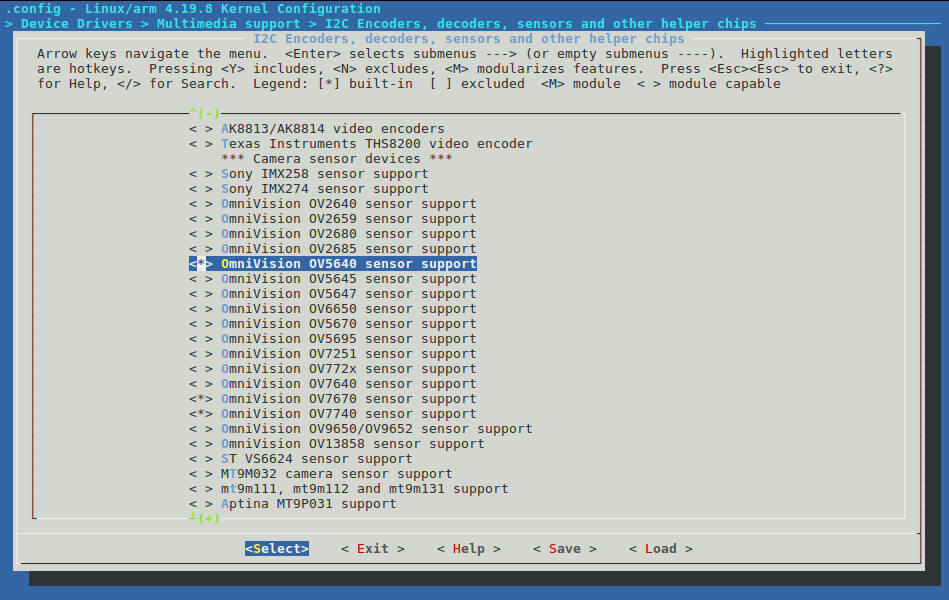 .config - Linux/arm 4.19.8 Kernel Configuration
> Device Drivers > Multimedia support > I2C Encoders, decoders, sensors and other helper chips
I2C Encoders, decoders, sensors and other helper chips
Arrow keys navigate the menu.  <Enter> selects submenus ---> (or empty submenus ----).  Highlighted letters
are hotkeys.  Pressing <Y> includes, <N> excludes, <M> modularizes features.  Press <Esc><Esc> to exit, <?>
for Help, </> for Search.  Legend: [*] built-in  [ ] excluded  <M> module  < > module capable
^(-)
< > AK8813/AK8814 video encoders
< > Texas Instruments THS8200 video encoder
*** Camera sensor devices ***
< > Sony IMX258 sensor support
< > Sony IMX274 sensor support
< > OmniVision OV2640 sensor support
< > OmniVision OV2659 sensor support
< > OmniVision OV2680 sensor support
< > OmniVision OV2685 sensor support
<*> OmniVision OV5640 sensor support
< > OmniVision OV5645 sensor support
< > OmniVision OV5647 sensor support
< > OmniVision OV6650 sensor support
< > OmniVision OV5670 sensor support
< > OmniVision OV5695 sensor support
< > OmniVision OV7251 sensor support
< > OmniVision OV772x sensor support
< > OmniVision OV7640 sensor support
<*> OmniVision OV7670 sensor support
<*> OmniVision OV7740 sensor support
< > OmniVision OV9650/OV9652 sensor support
< > OmniVision OV13858 sensor support
< > ST VS6624 sensor support
< > MT9M032 camera sensor support
< > mt9m111, mt9m112 and mt9m131 support
< > Aptina MT9P031 support
┴(+)
<Select>    < Exit >    < Help >    < Save >    < Load >